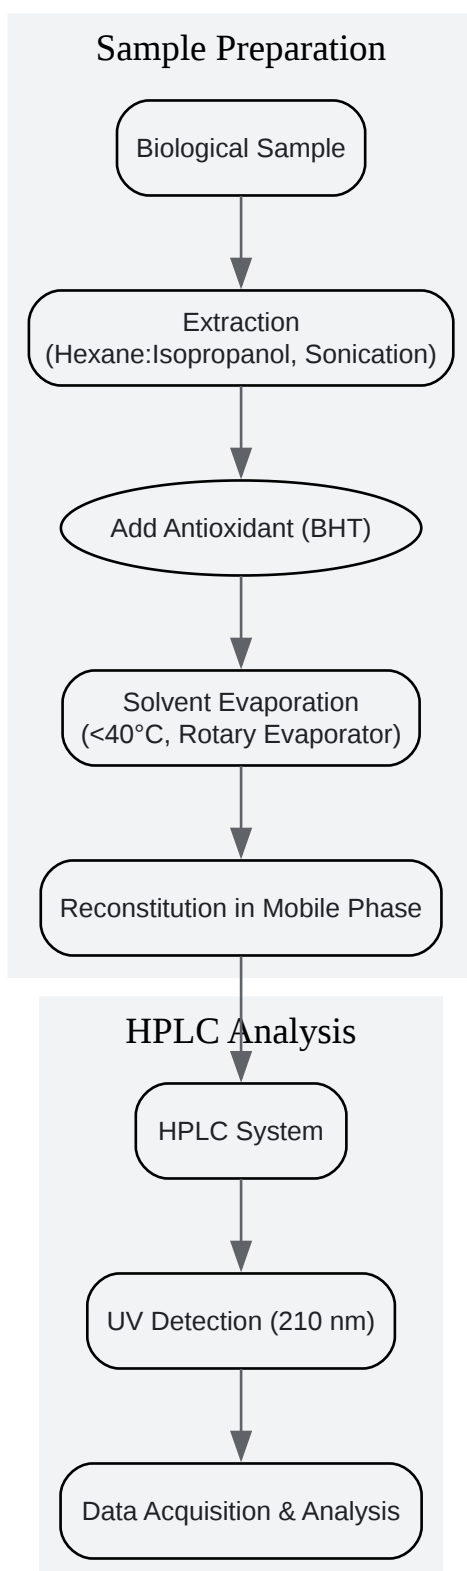 Sample Preparation
Biological Sample
Extraction
(Hexane:Isopropanol, Sonication)
Add Antioxidant (BHT)
Solvent Evaporation
(<40°C, Rotary Evaporator)
Reconstitution in Mobile Phase
HPLC Analysis
HPLC System
UV Detection (210 nm)
Data Acquisition & Analysis